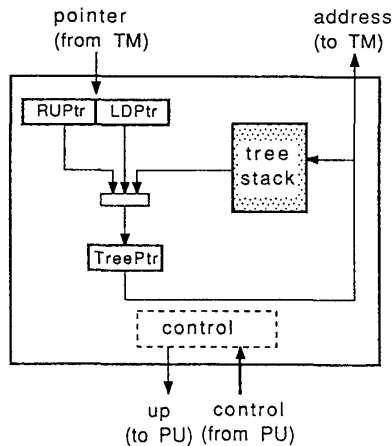 pointer
(from TM)
address
(to TM)
RUPtr
LDPtr
tree
stack
TreePtr
control
up
(to PU)
control
(from PU)